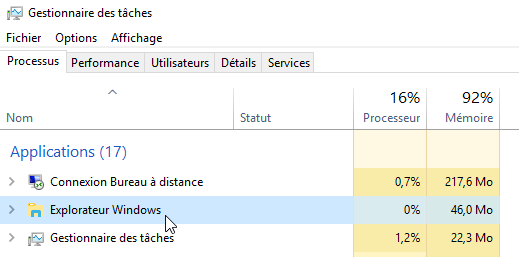 Gestionnaire des tâches
Fichier Options Affichage
Processus Performance Utilisateurs Détails Services
16% 92%
Nom Statut Processeur Mémoire
Applications (17)
Connexion Bureau à distance 0,7% 217,6 Mo
Explorateur Windows 0% 46,0 Mo
Gestionnaire des tâches 1,2% 22,3 Mo